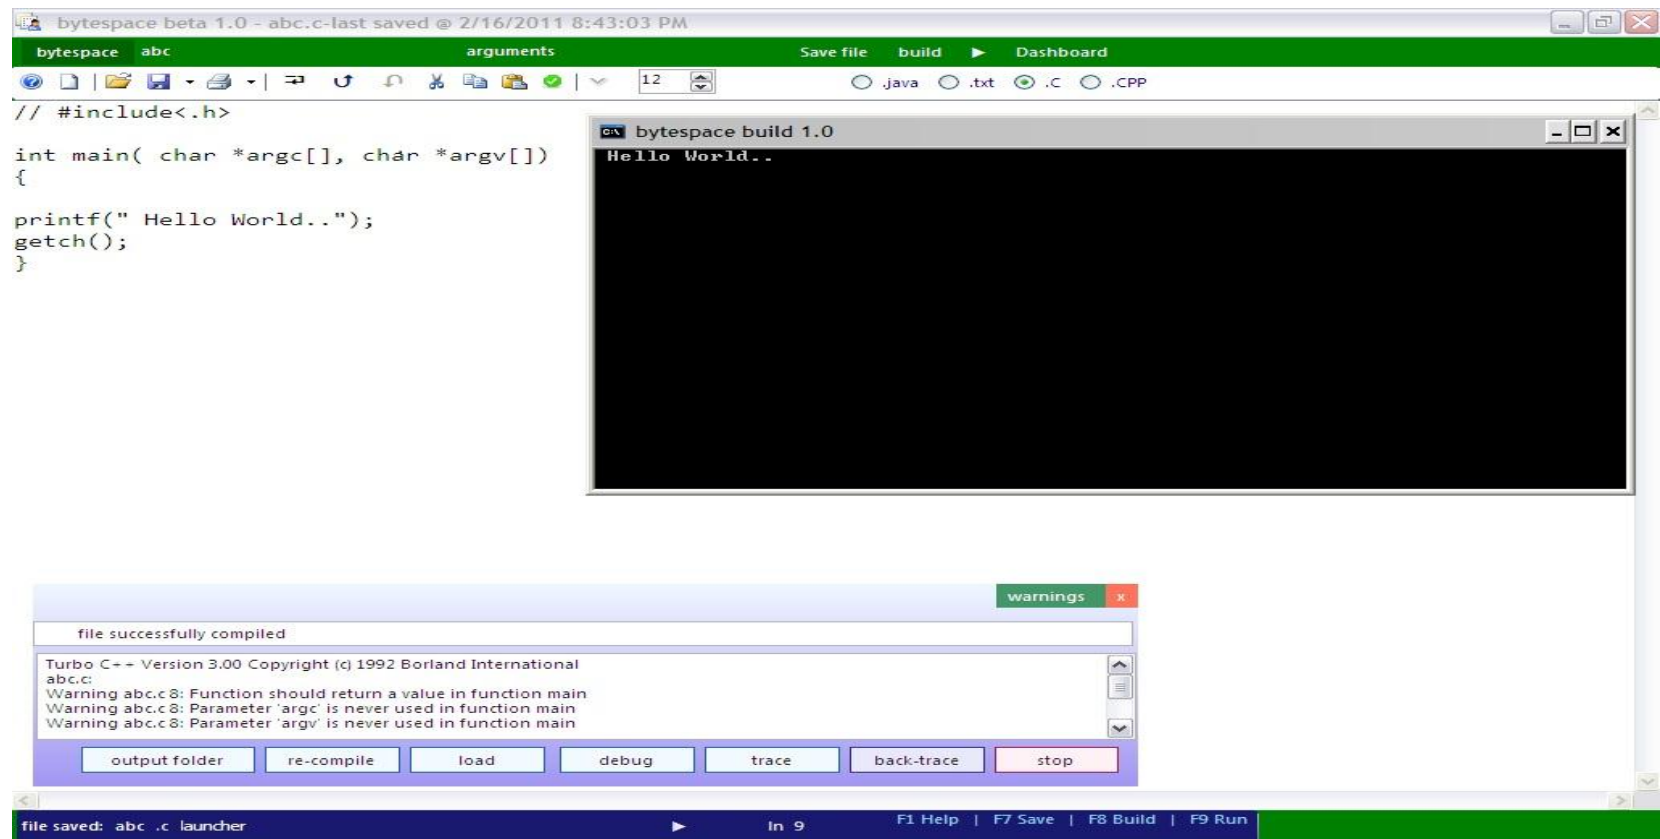 bytespace beta 1.0 - abc.c-last saved @ 2/16/2011 8:43:03 PM
bytespace abc arguments Save file build Dashboard
12 .java .txt .C .CPP
// #include<.h>
int main( char *argc[], char *argv[])
{
printf(" Hello World..");
getch();
}
C:\ bytespace build 1.0
Hello World..
warnings x
file successfully compiled
Turbo C++ Version 3.00 Copyright (c) 1992 Borland International
abc.c:
Warning abc.c 8: Function should return a value in function main
Warning abc.c 8: Parameter 'argc' is never used in function main
Warning abc.c 8: Parameter 'argv' is never used in function main
output folder re-compile load debug trace back-trace stop
file saved: abc .c launcher ln 9 F1 Help | F7 Save | F8 Build | F9 Run